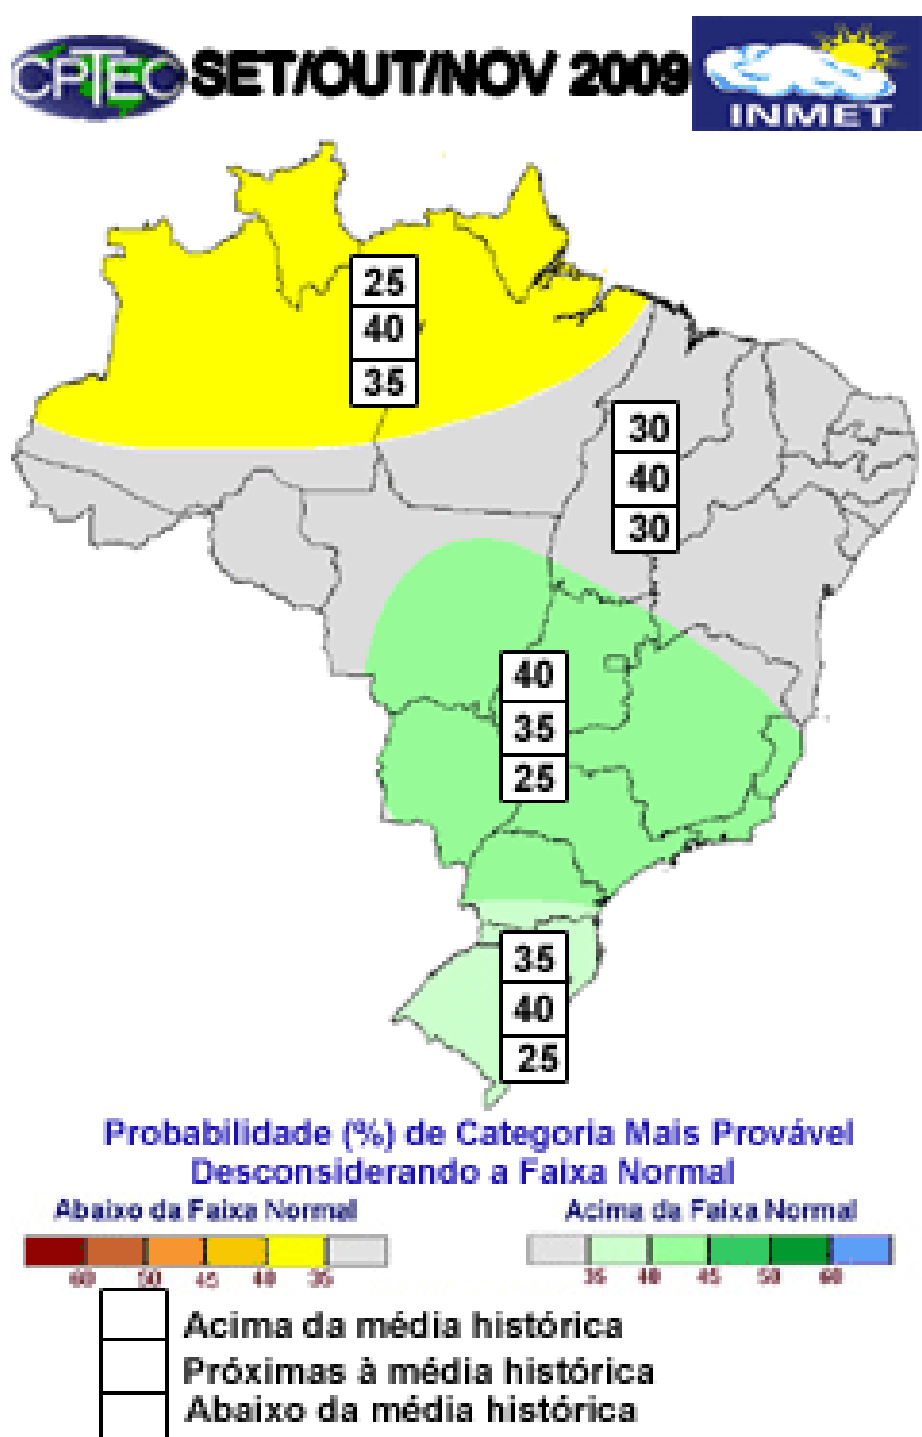 CPTEC SET/OUT/NOV 2009 INMET
25
40
35
30
40
30
40
35
25
35
40
25
Probabilidade (%) de Categoria Mais Provável
Desconsiderando a Faixa Normal
Abaixo da Faixa Normal
Acima da Faixa Normal
60 50 45 40 35
35 40 45 50 60
Acima da média histórica
Próximas à média histórica
Abaixo da média histórica